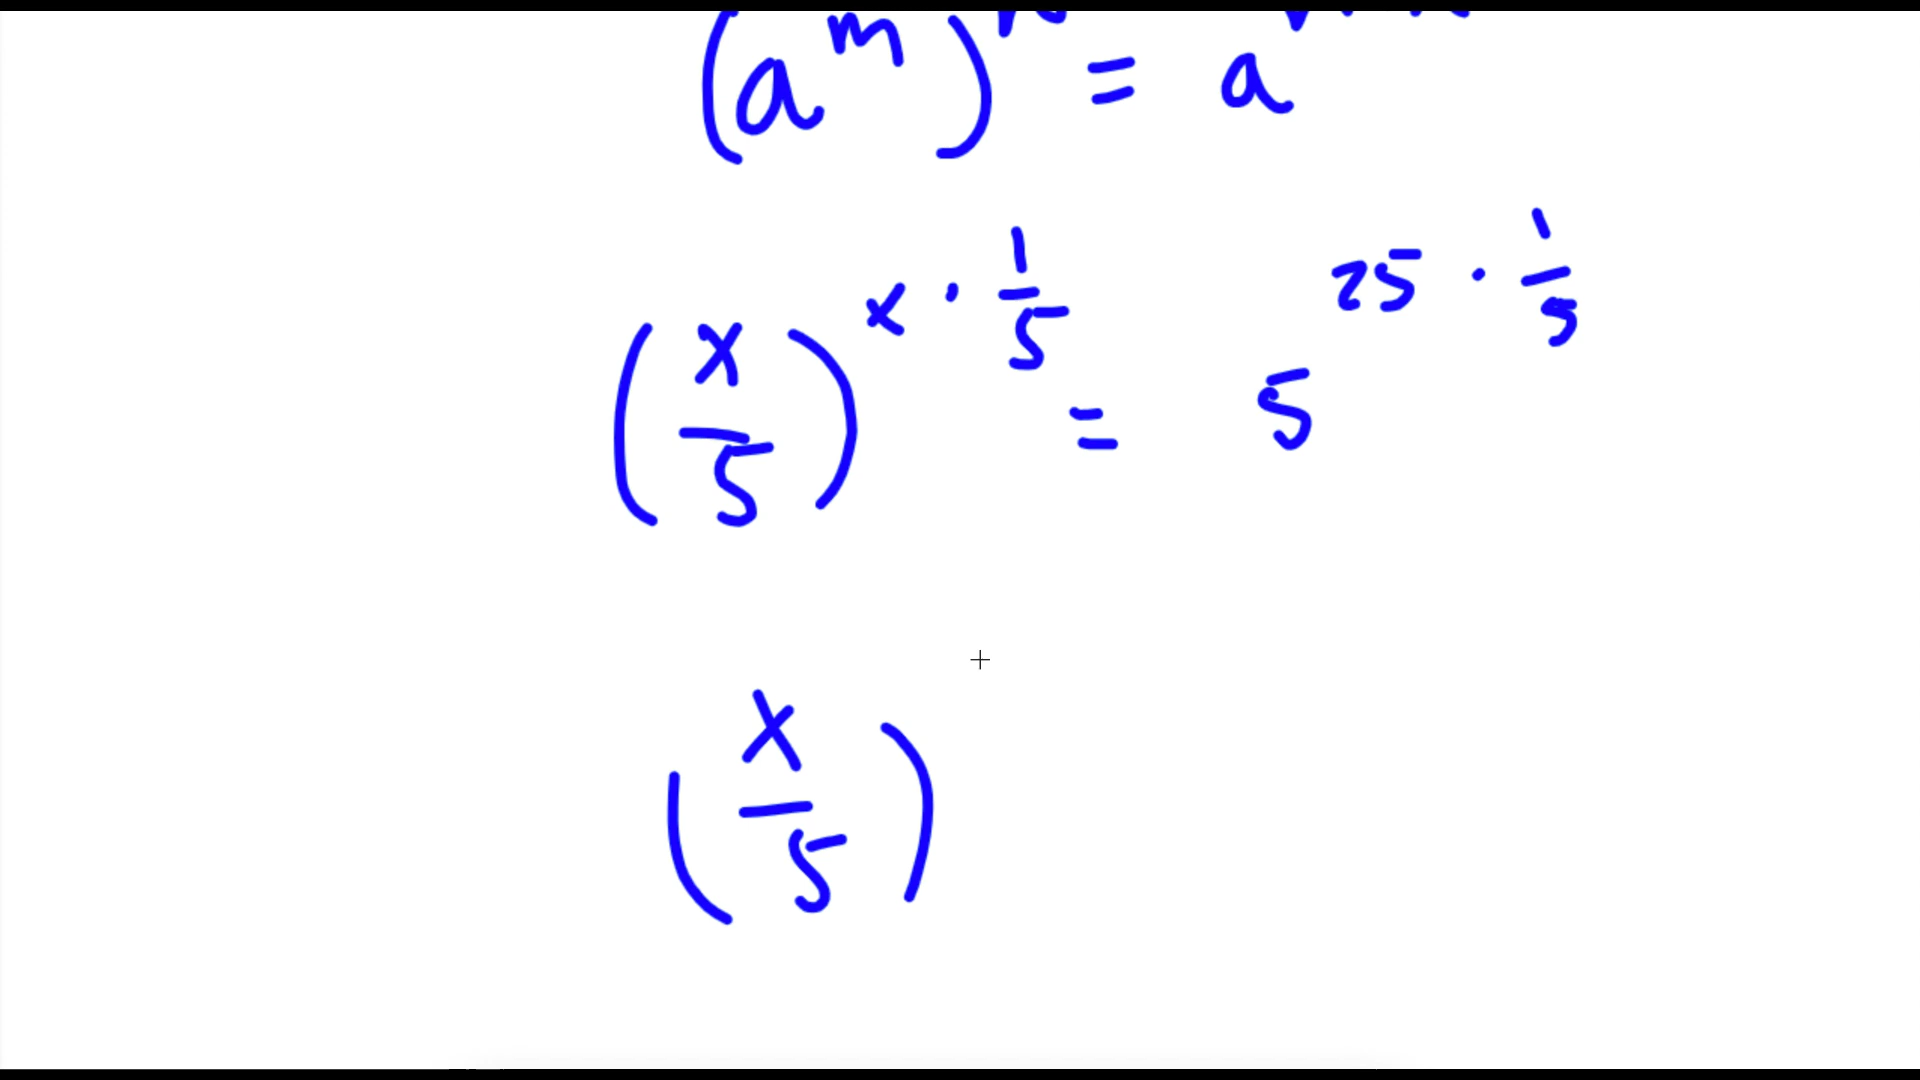 (a^m) = a
(x/5)^(x · 1/5) = 5^(25 · 1/5)
(x/5)